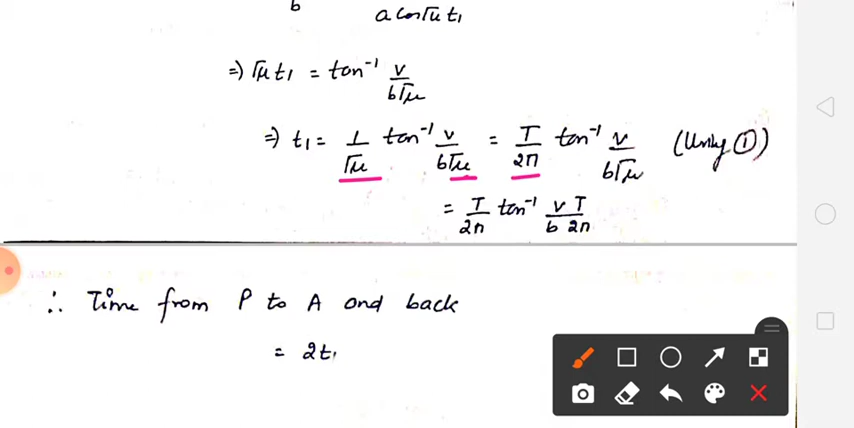 b a cos√μ t₁
⇒ √μ t₁ = tan⁻¹ v/b√μ
⇒ t₁ = 1/√μ tan⁻¹ v/b√μ = T/2π tan⁻¹ v/b√μ (Using ①)
= T/2π tan⁻¹ v/b T/2π
∴ Time from P to A and back
= 2t₁